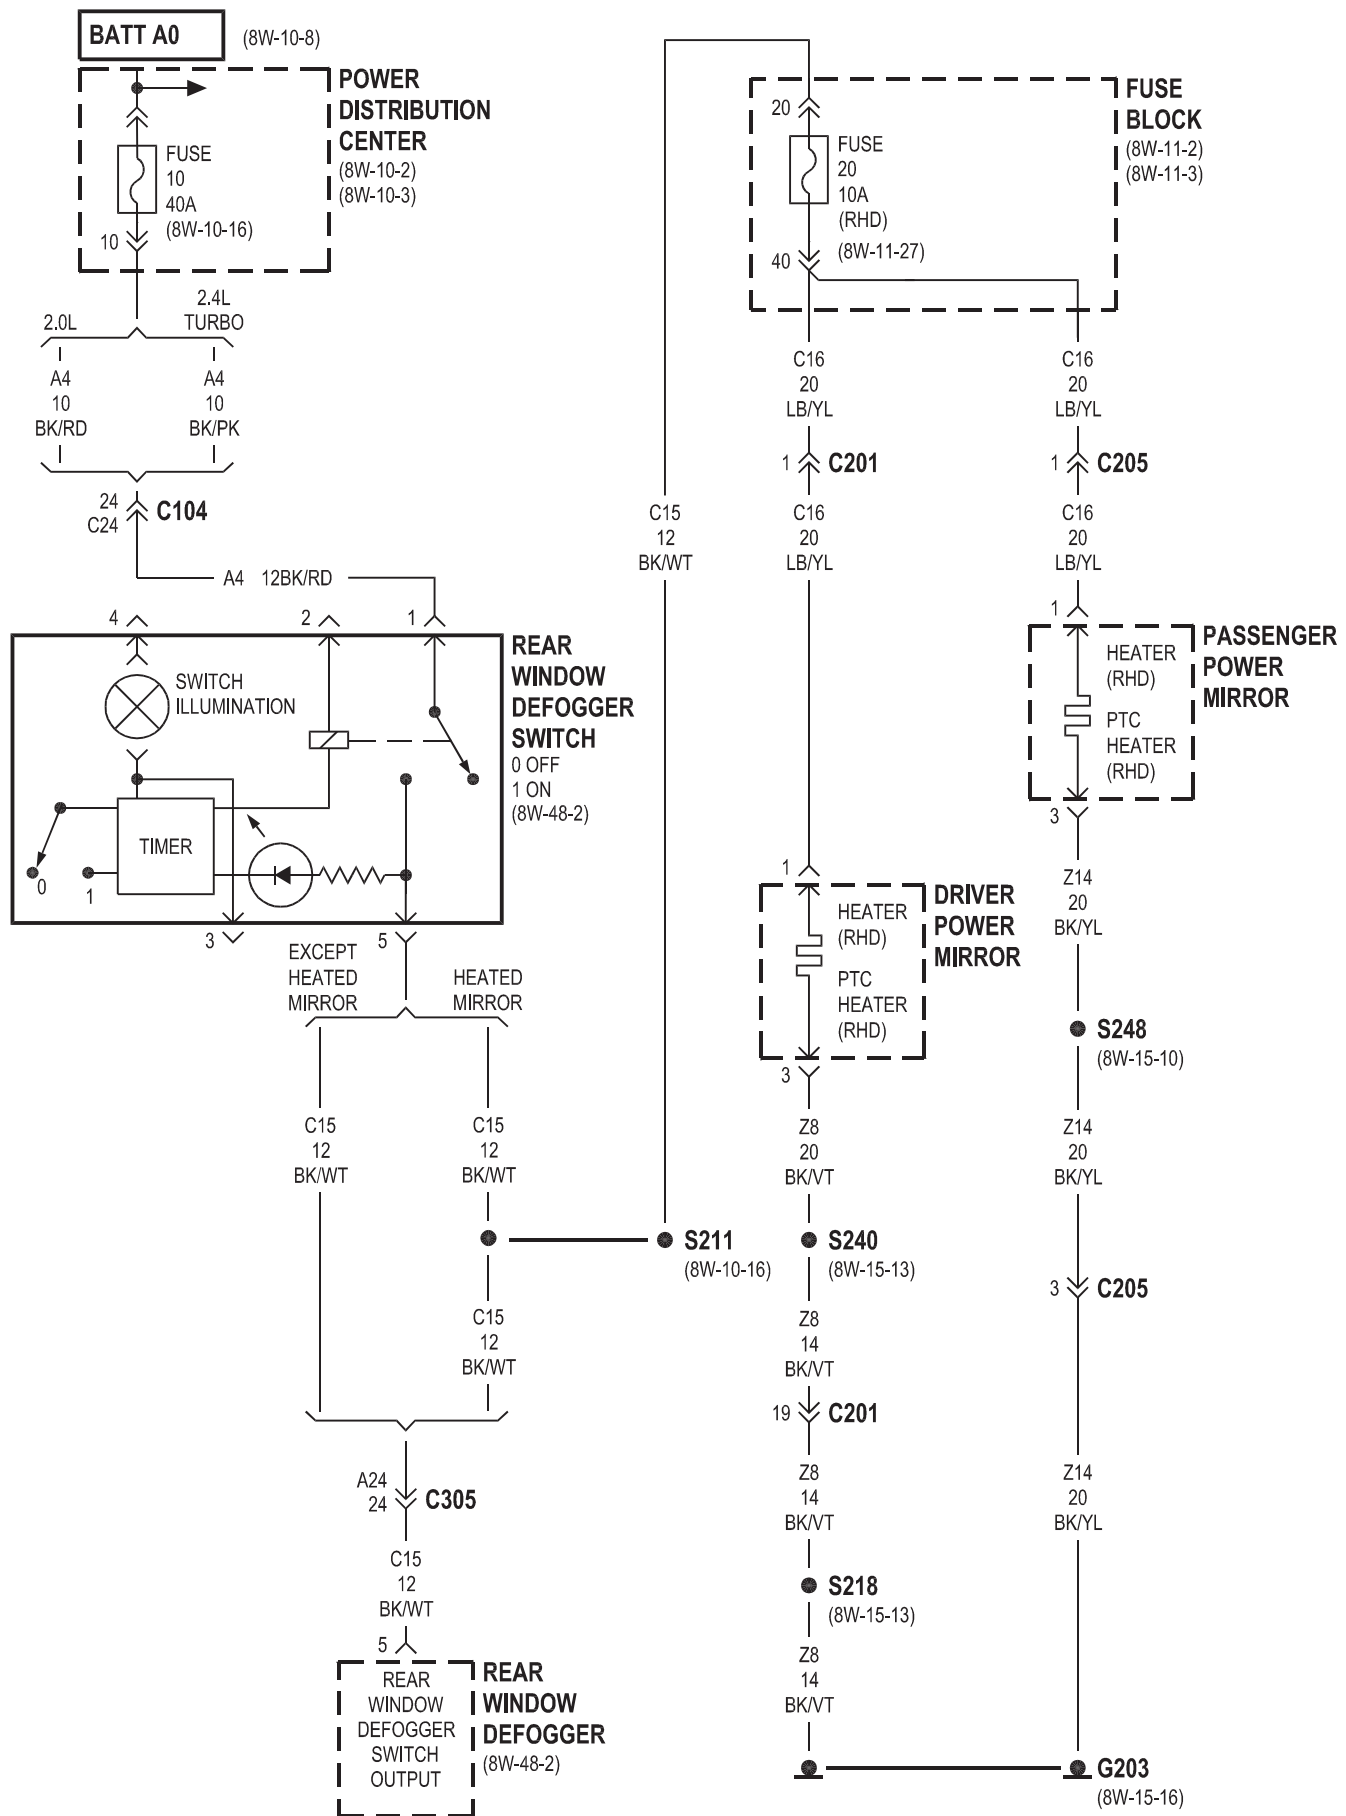 BATT A0
(8W-10-8)
POWER
DISTRIBUTION
CENTER
(8W-10-2)
(8W-10-3)
FUSE
10
40A
(8W-10-16)
10
2.0L
2.4L
TURBO
A4
10
BK/RD
A4
10
BK/PK
24
C24
C104
A4 12BK/RD
4
2
1
REAR
WINDOW
DEFOGGER
SWITCH
0 OFF
1 ON
(8W-48-2)
SWITCH
ILLUMINATION
TIMER
0
1
3
5
EXCEPT
HEATED
MIRROR
HEATED
MIRROR
C15
12
BK/WT
C15
12
BK/WT
S211
(8W-10-16)
C15
12
BK/WT
A24
24
C305
C15
12
BK/WT
5
REAR
WINDOW
DEFOGGER
SWITCH
OUTPUT
REAR
WINDOW
DEFOGGER
(8W-48-2)
C15
12
BK/WT
FUSE
BLOCK
(8W-11-2)
(8W-11-3)
20
FUSE
20
10A
(RHD)
(8W-11-27)
40
C16
20
LB/YL
1
C201
C16
20
LB/YL
1
DRIVER
POWER
MIRROR
HEATER
(RHD)
PTC
HEATER
(RHD)
3
Z8
20
BK/VT
S240
(8W-15-13)
Z8
14
BK/VT
19
C201
Z8
14
BK/VT
S218
(8W-15-13)
Z8
14
BK/VT
C16
20
LB/YL
1
C205
C16
20
LB/YL
1
PASSENGER
POWER
MIRROR
HEATER
(RHD)
PTC
HEATER
(RHD)
3
Z14
20
BK/YL
S248
(8W-15-10)
Z14
20
BK/YL
3
C205
Z14
20
BK/YL
G203
(8W-15-16)